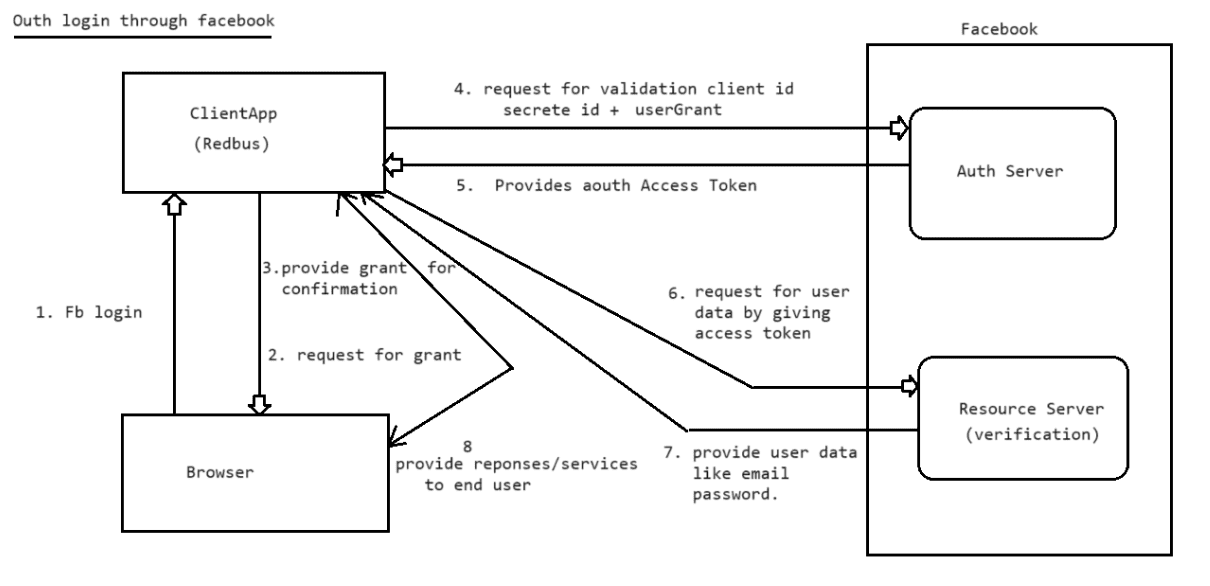 Outh login through facebook
Facebook
ClientApp
(Redbus)
4. request for validation client id
secrete id + userGrant
Auth Server
5. Provides aouth Access Token
3.provide grant for
confirmation
1. Fb login
2. request for grant
6. request for user
data by giving
access token
Resource Server
(verification)
Browser
8
provide reponses/services
to end user
7. provide user data
like email
password.